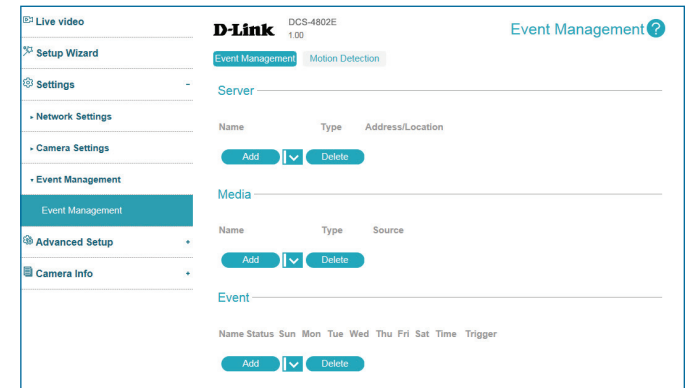 Live video
Setup Wizard
Settings -
Network Settings
Camera Settings
Event Management
Event Management
Advanced Setup +
Camera Info +
D-Link DCS-4802E
1.00
Event Management ?
Event Management Motion Detection
Server
Name Type Address/Location
Add Delete
Media
Name Type Source
Add Delete
Event
Name Status Sun Mon Tue Wed Thu Fri Sat Time Trigger
Add Delete